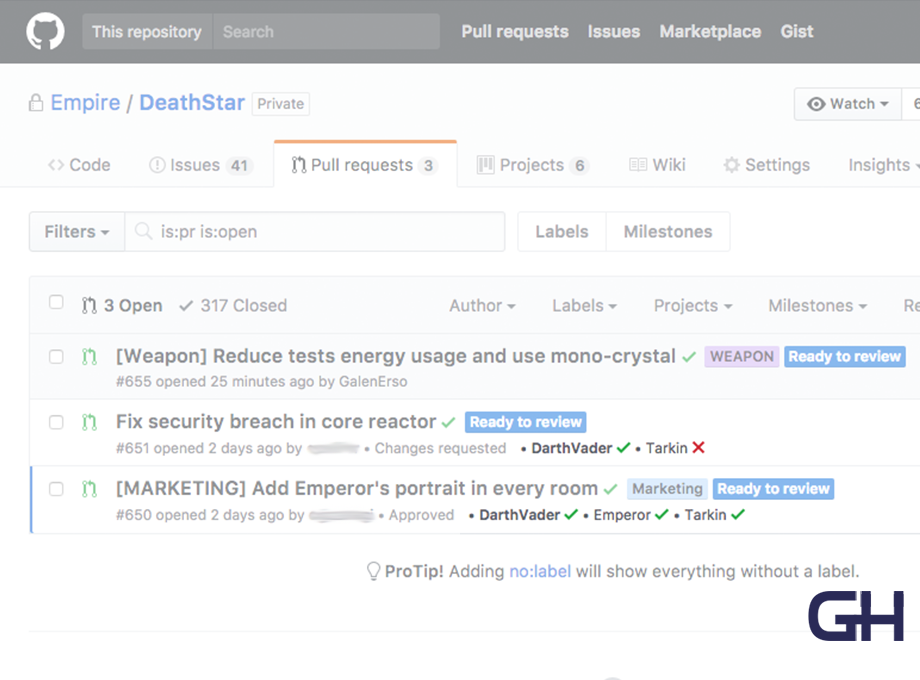 This repository Search Pull requests Issues Marketplace Gist
Empire / DeathStar Private Watch 6
Code Issues 41 Pull requests 3 Projects 6 Wiki Settings Insights
Filters is:pr is:open Labels Milestones
3 Open 317 Closed Author Labels Projects Milestones Re
[Weapon] Reduce tests energy usage and use mono-crystal WEAPON Ready to review
#655 opened 25 minutes ago by GalenErso
Fix security breach in core reactor Ready to review
#651 opened 2 days ago by • Changes requested • DarthVader ✓ • Tarkin ✕
[MARKETING] Add Emperor's portrait in every room Marketing Ready to review
#650 opened 2 days ago by • Approved • DarthVader ✓ • Emperor ✓ • Tarkin ✓
ProTip! Adding no:label will show everything without a label.
GH